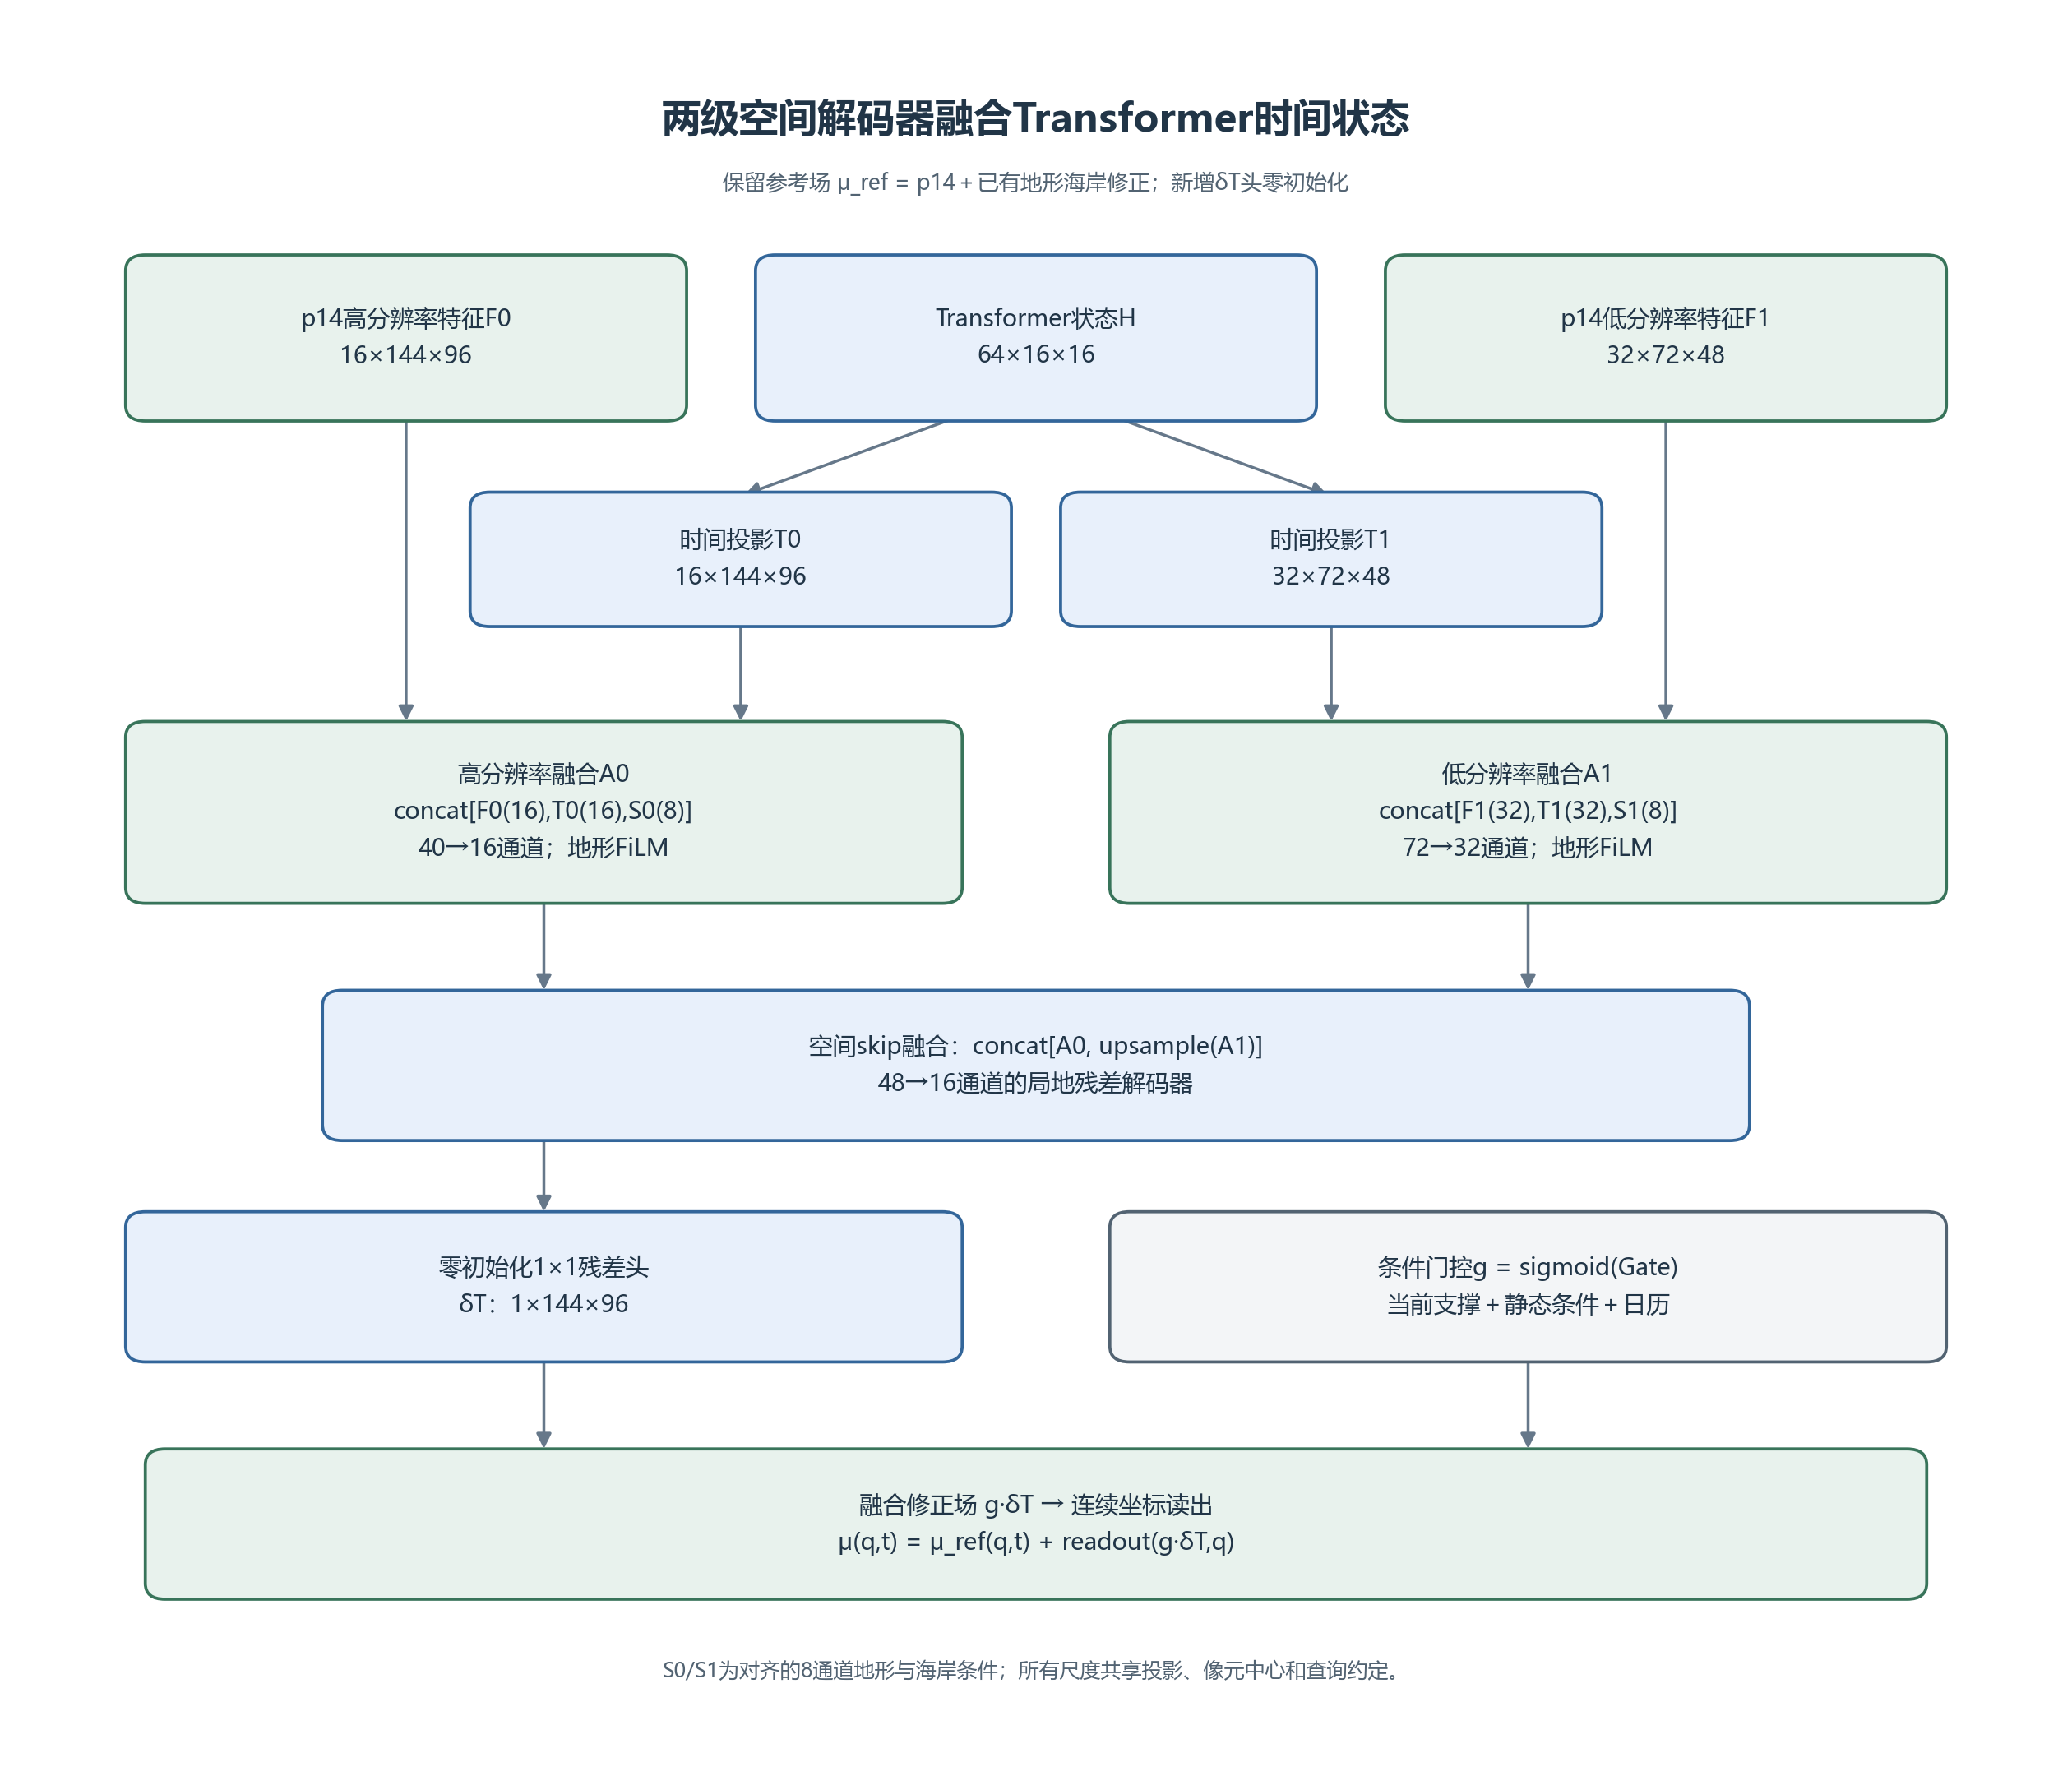 两级空间解码器融合Transformer时间状态
保留参考场 μ_ref = p14＋已有地形海岸修正；新增δT头零初始化
p14高分辨率特征F0
16×144×96
Transformer状态H
64×16×16
p14低分辨率特征F1
32×72×48
时间投影T0
16×144×96
时间投影T1
32×72×48
高分辨率融合A0
concat[F0(16),T0(16),S0(8)]
40→16通道；地形FiLM
低分辨率融合A1
concat[F1(32),T1(32),S1(8)]
72→32通道；地形FiLM
空间skip融合：concat[A0, upsample(A1)]
48→16通道的局地残差解码器
零初始化1×1残差头
δT：1×144×96
条件门控g = sigmoid(Gate)
当前支撑＋静态条件＋日历
融合修正场 g·δT → 连续坐标读出
μ(q,t) = μ_ref(q,t) + readout(g·δT,q)
S0/S1为对齐的8通道地形与海岸条件；所有尺度共享投影、像元中心和查询约定。